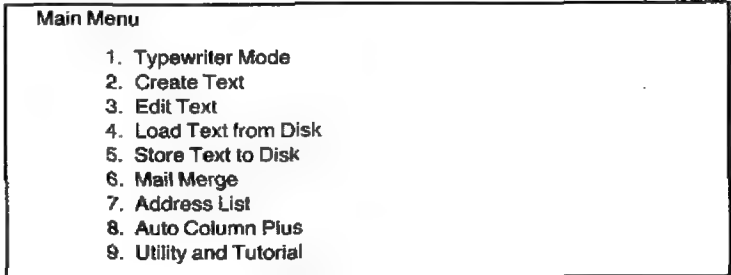 Main Menu
1. Typewriter Mode
2. Create Text
3. Edit Text
4. Load Text from Disk
5. Store Text to Disk
6. Mail Merge
7. Address List
8. Auto Column Plus
9. Utility and Tutorial